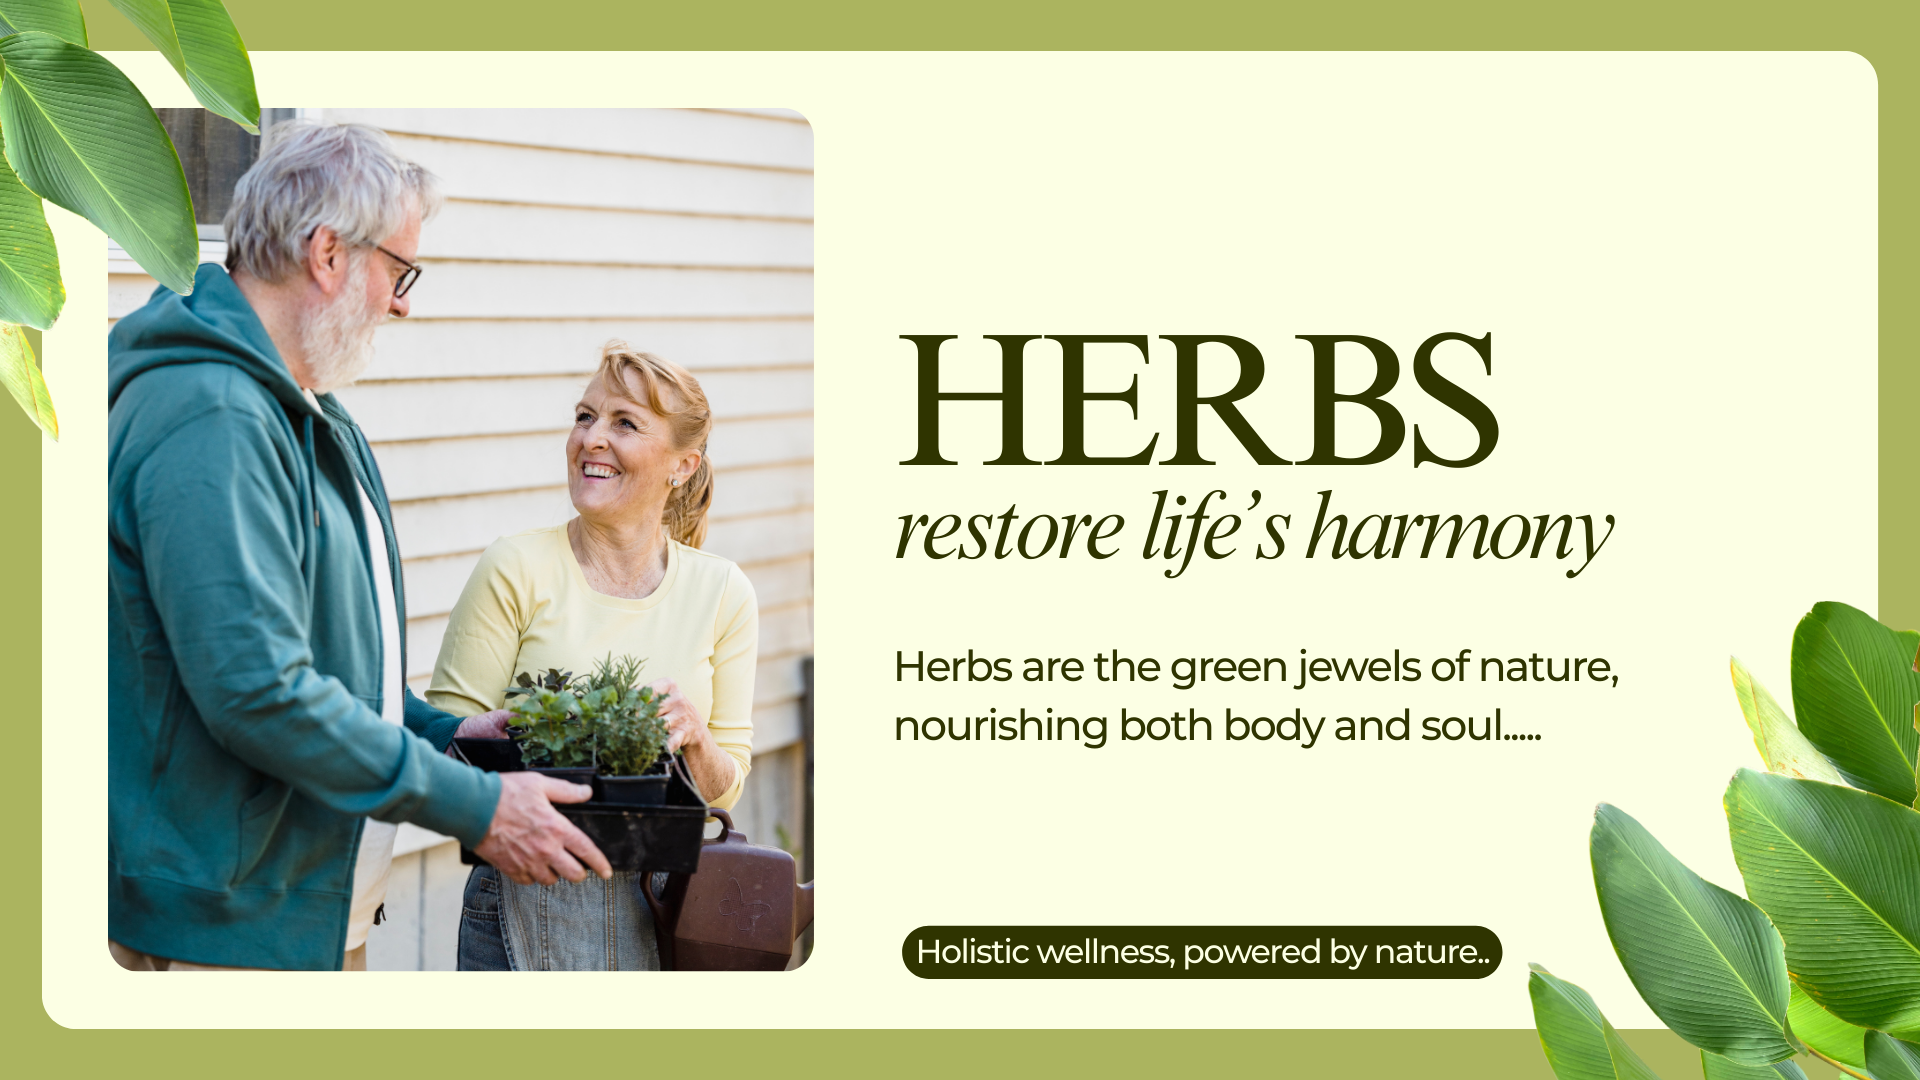 HERBS
restore life’s harmony
Herbs are the green jewels of nature,
nourishing both body and soul.....
Holistic wellness, powered by nature..